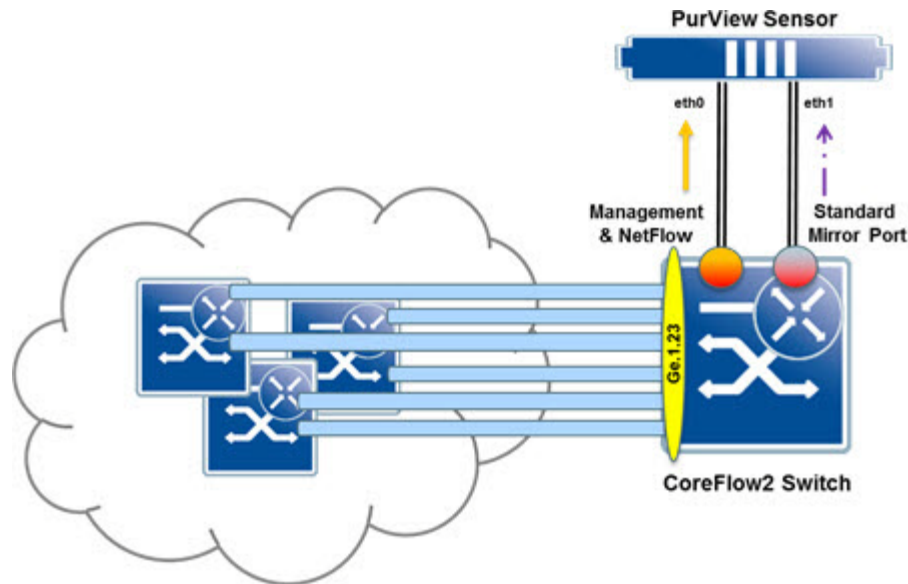 PurView Sensor
eth0
eth1
Management
& NetFlow
Standard
Mirror Port
Ge.1.23
CoreFlow2 Switch